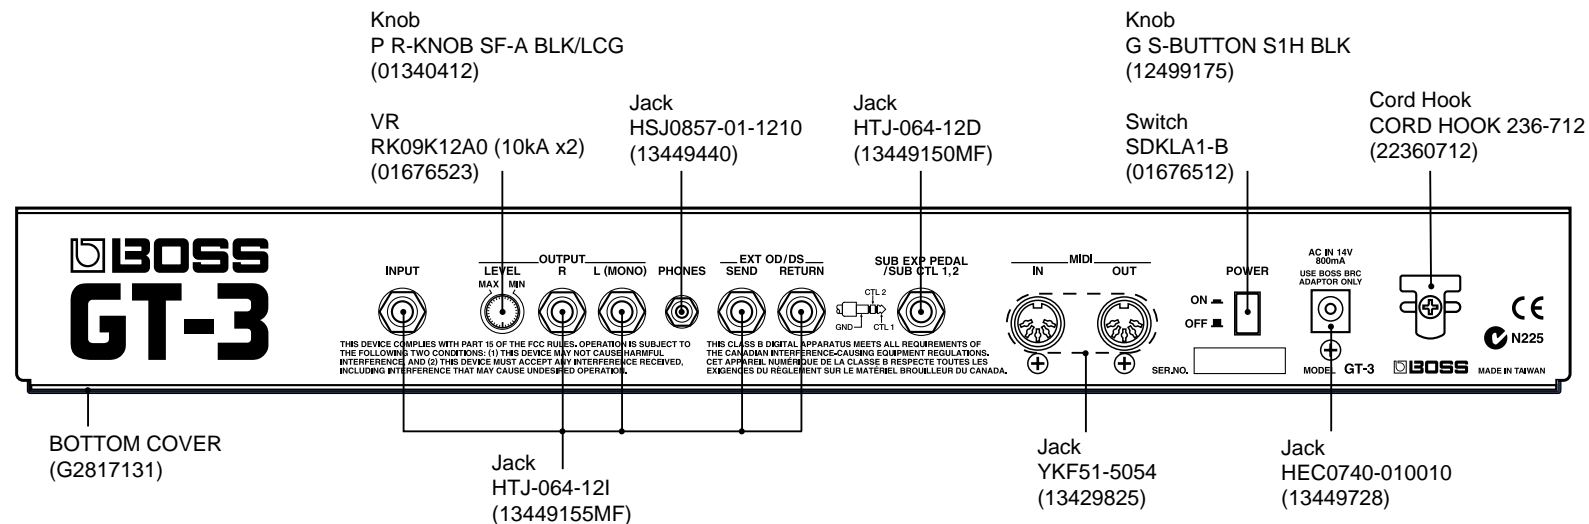 Knob
P R-KNOB SF-A BLK/LCG
(01340412)
VR
RK09K12A0 (10kA x2)
(01676523)
Jack
HSJ0857-01-1210
(13449440)
Jack
HTJ-064-12D
(13449150MF)
Knob
G S-BUTTON S1H BLK
(12499175)
Switch
SDKLA1-B
(01676512)
Cord Hook
CORD HOOK 236-712
(22360712)
BOSS
GT-3
INPUT
OUTPUT
LEVEL
R
L (MONO)
MAX
MIN
PHONES
EXT OD/DS
SEND
RETURN
SUB EXP PEDAL
/SUB CTL 1,2
CTL 2
GND
CTL 1
MIDI
IN
OUT
POWER
ON
OFF
AC IN 14V
800mA
USE BOSS BRC
ADAPTOR ONLY
N225
THIS DEVICE COMPLIES WITH PART 15 OF THE FCC RULES. OPERATION IS SUBJECT TO
THE FOLLOWING TWO CONDITIONS: (1) THIS DEVICE MAY NOT CAUSE HARMFUL
INTERFERENCE, AND (2) THIS DEVICE MUST ACCEPT ANY INTERFERENCE RECEIVED,
INCLUDING INTERFERENCE THAT MAY CAUSE UNDESIRED OPERATION.
THIS CLASS B DIGITAL APPARATUS MEETS ALL REQUIREMENTS OF
THE CANADIAN INTERFERENCE-CAUSING EQUIPMENT REGULATIONS.
CET APPAREIL NUMÉRIQUE DE LA CLASSE B RESPECTE TOUTES LES
EXIGENCES DU RÈGLEMENT SUR LE MATÉRIEL BROUILLEUR DU CANADA.
SER.NO.
MODEL GT-3
BOSS
MADE IN TAIWAN
CE
BOTTOM COVER
(G2817131)
Jack
HTJ-064-12I
(13449155MF)
Jack
YKF51-5054
(13429825)
Jack
HEC0740-010010
(13449728)